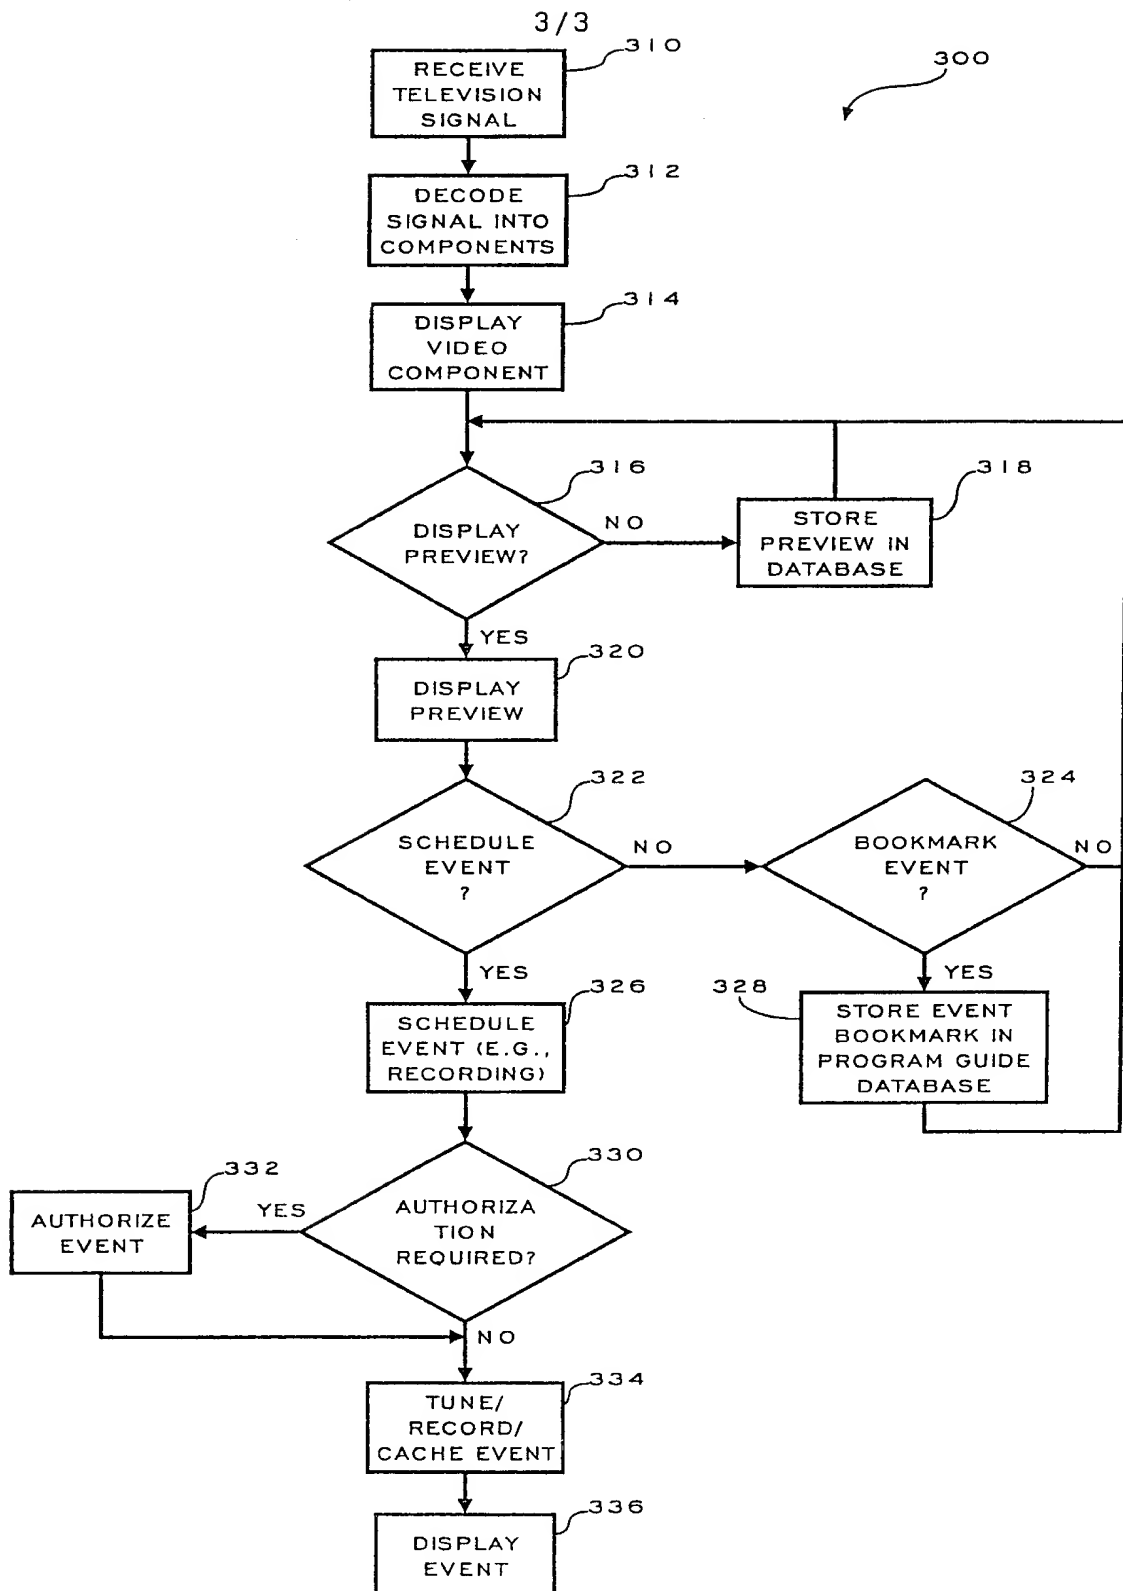 3/3
310
RECEIVE
TELEVISION
SIGNAL
300
312
DECODE
SIGNAL INTO
COMPONENTS
314
DISPLAY
VIDEO
COMPONENT
316
DISPLAY
PREVIEW?
NO
318
STORE
PREVIEW IN
DATABASE
YES
320
DISPLAY
PREVIEW
322
SCHEDULE
EVENT
?
NO
324
BOOKMARK
EVENT
?
NO
YES
326
SCHEDULE
EVENT (E.G.,
RECORDING)
YES
328
STORE EVENT
BOOKMARK IN
PROGRAM GUIDE
DATABASE
330
AUTHORIZA
TION
REQUIRED?
YES
332
AUTHORIZE
EVENT
NO
334
TUNE/
RECORD/
CACHE EVENT
336
DISPLAY
EVENT